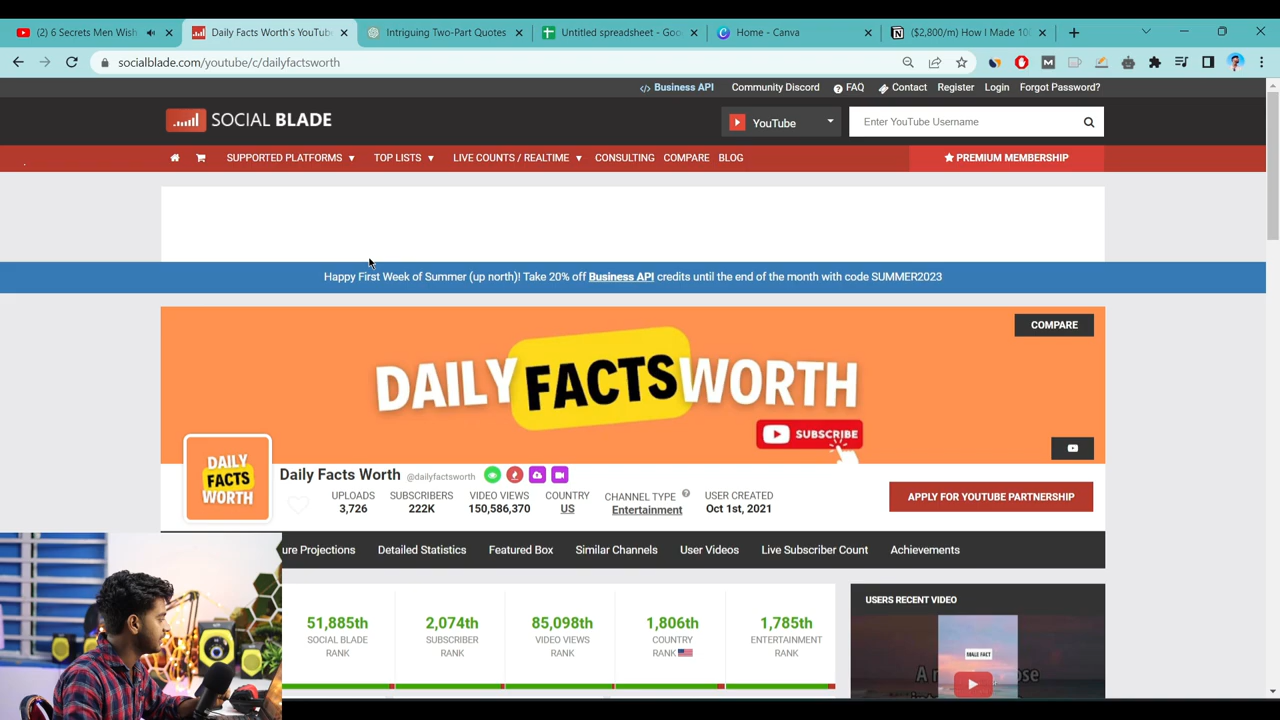 (2) 6 Secrets Men Wish
Daily Facts Worth's YouTub
Intriguing Two-Part Quotes
Untitled spreadsheet - Goo
Home - Canva
($2,800/m) How I Made 10
socialblade.com/youtube/c/dailyfactsworth
</> Business API
Community Discord
FAQ
Contact
Register
Login
Forgot Password?
SOCIAL BLADE
YouTube
Enter YouTube Username
SUPPORTED PLATFORMS
TOP LISTS
LIVE COUNTS / REALTIME
CONSULTING
COMPARE
BLOG
PREMIUM MEMBERSHIP
Happy First Week of Summer (up north)! Take 20% off Business API credits until the end of the month with code SUMMER2023
COMPARE
DAILY FACTS WORTH
SUBSCRIBE
DAILY
FACTS
WORTH
Daily Facts Worth @dailyfactsworth
UPLOADS
3,726
SUBSCRIBERS
222K
VIDEO VIEWS
150,586,370
COUNTRY
US
CHANNEL TYPE
Entertainment
USER CREATED
Oct 1st, 2021
APPLY FOR YOUTUBE PARTNERSHIP
ure Projections
Detailed Statistics
Featured Box
Similar Channels
User Videos
Live Subscriber Count
Achievements
51,885th
SOCIAL BLADE
RANK
2,074th
SUBSCRIBER
RANK
85,098th
VIDEO VIEWS
RANK
1,806th
COUNTRY
RANK
1,785th
ENTERTAINMENT
RANK
USERS RECENT VIDEO
MALE FACT